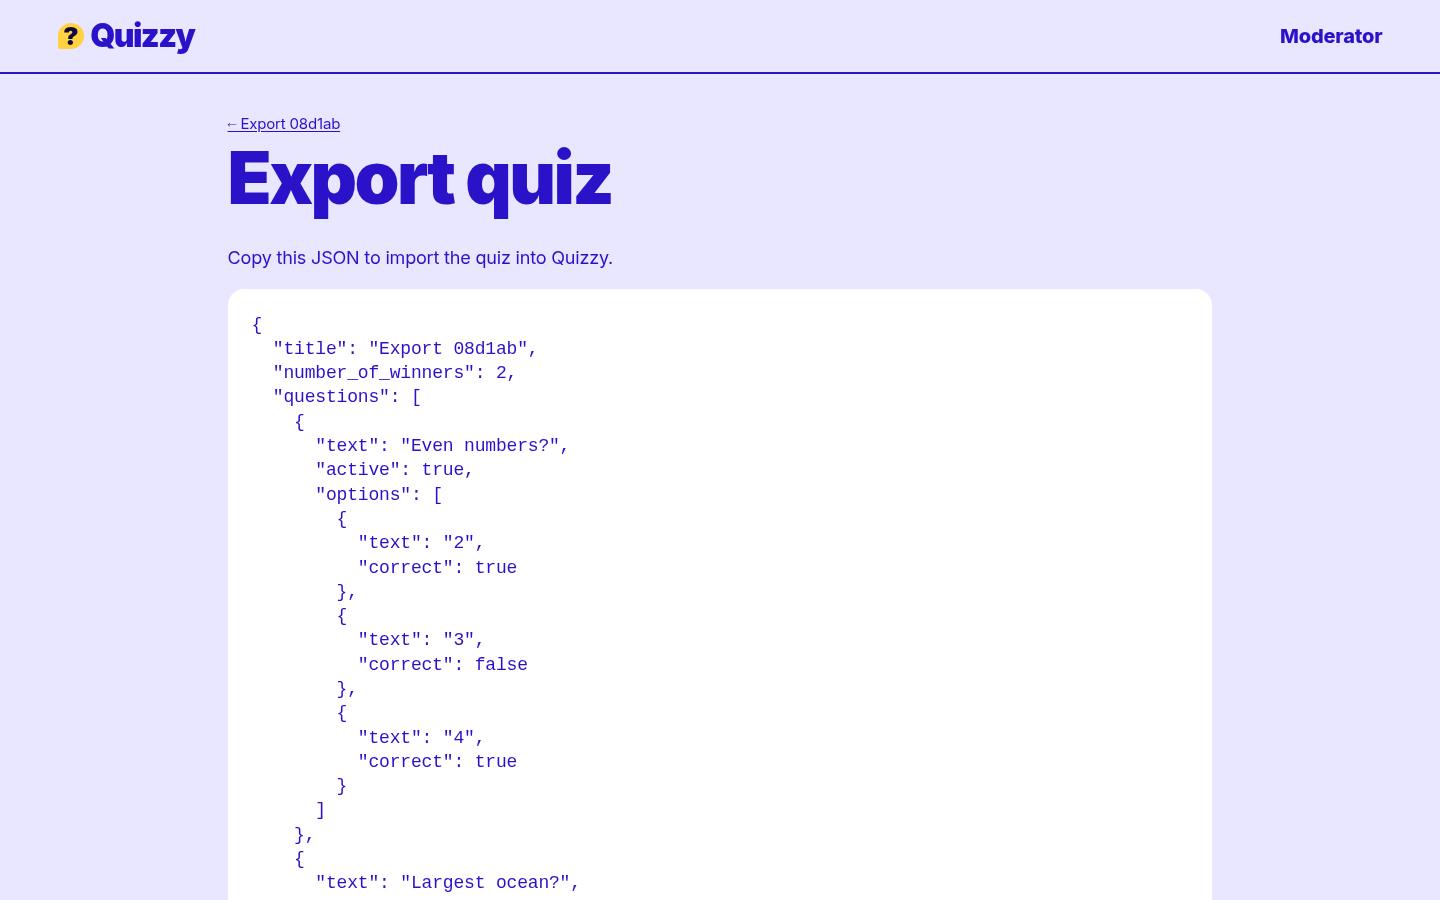 ? Quizzy
Moderator
← Export 08d1ab
Export quiz
Copy this JSON to import the quiz into Quizzy.
{
  "title": "Export 08d1ab",
  "number_of_winners": 2,
  "questions": [
    {
      "text": "Even numbers?",
      "active": true,
      "options": [
        {
          "text": "2",
          "correct": true
        },
        {
          "text": "3",
          "correct": false
        },
        {
          "text": "4",
          "correct": true
        }
      ]
    },
    {
      "text": "Largest ocean?",